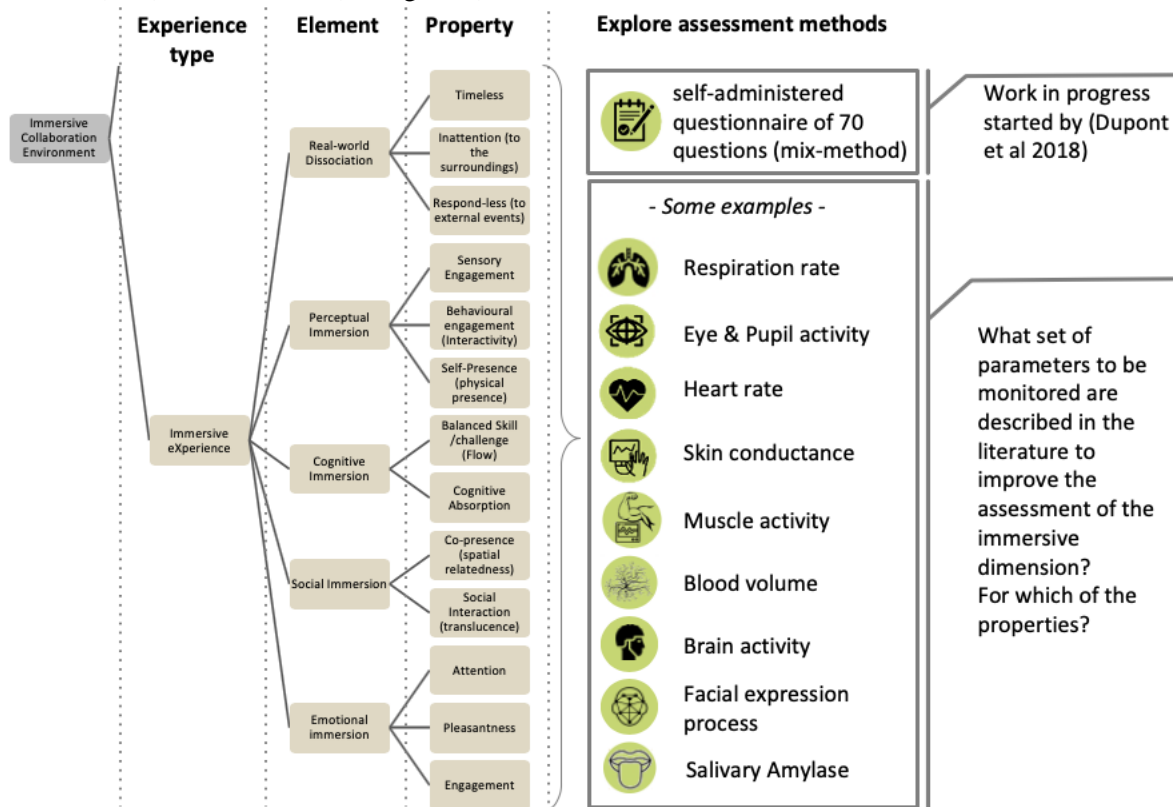 Experience
type
Element
Property
Explore assessment methods
Immersive
Collaboration
Environment
Immersive
eXperience
Real-world
Dissociation
Perceptual
Immersion
Cognitive
Immersion
Social Immersion
Emotional
immersion
Timeless
Inattention (to
the
surroundings)
Respond-less (to
external events)
Sensory
Engagement
Behavioural
engagement
(Interactivity)
Self-Presence
(physical
presence)
Balanced Skill
/challenge
(Flow)
Cognitive
Absorption
Co-presence
(spatial
relatedness)
Social
Interaction
(translucence)
Attention
Pleasantness
Engagement
self-administered
questionnaire of 70
questions (mix-method)
- Some examples -
Respiration rate
Eye & Pupil activity
Heart rate
Skin conductance
Muscle activity
Blood volume
Brain activity
Facial expression
process
Salivary Amylase
Work in progress
started by (Dupont
et al 2018)
What set of
parameters to be
monitored are
described in the
literature to
improve the
assessment of the
immersive
dimension?
For which of the
properties?